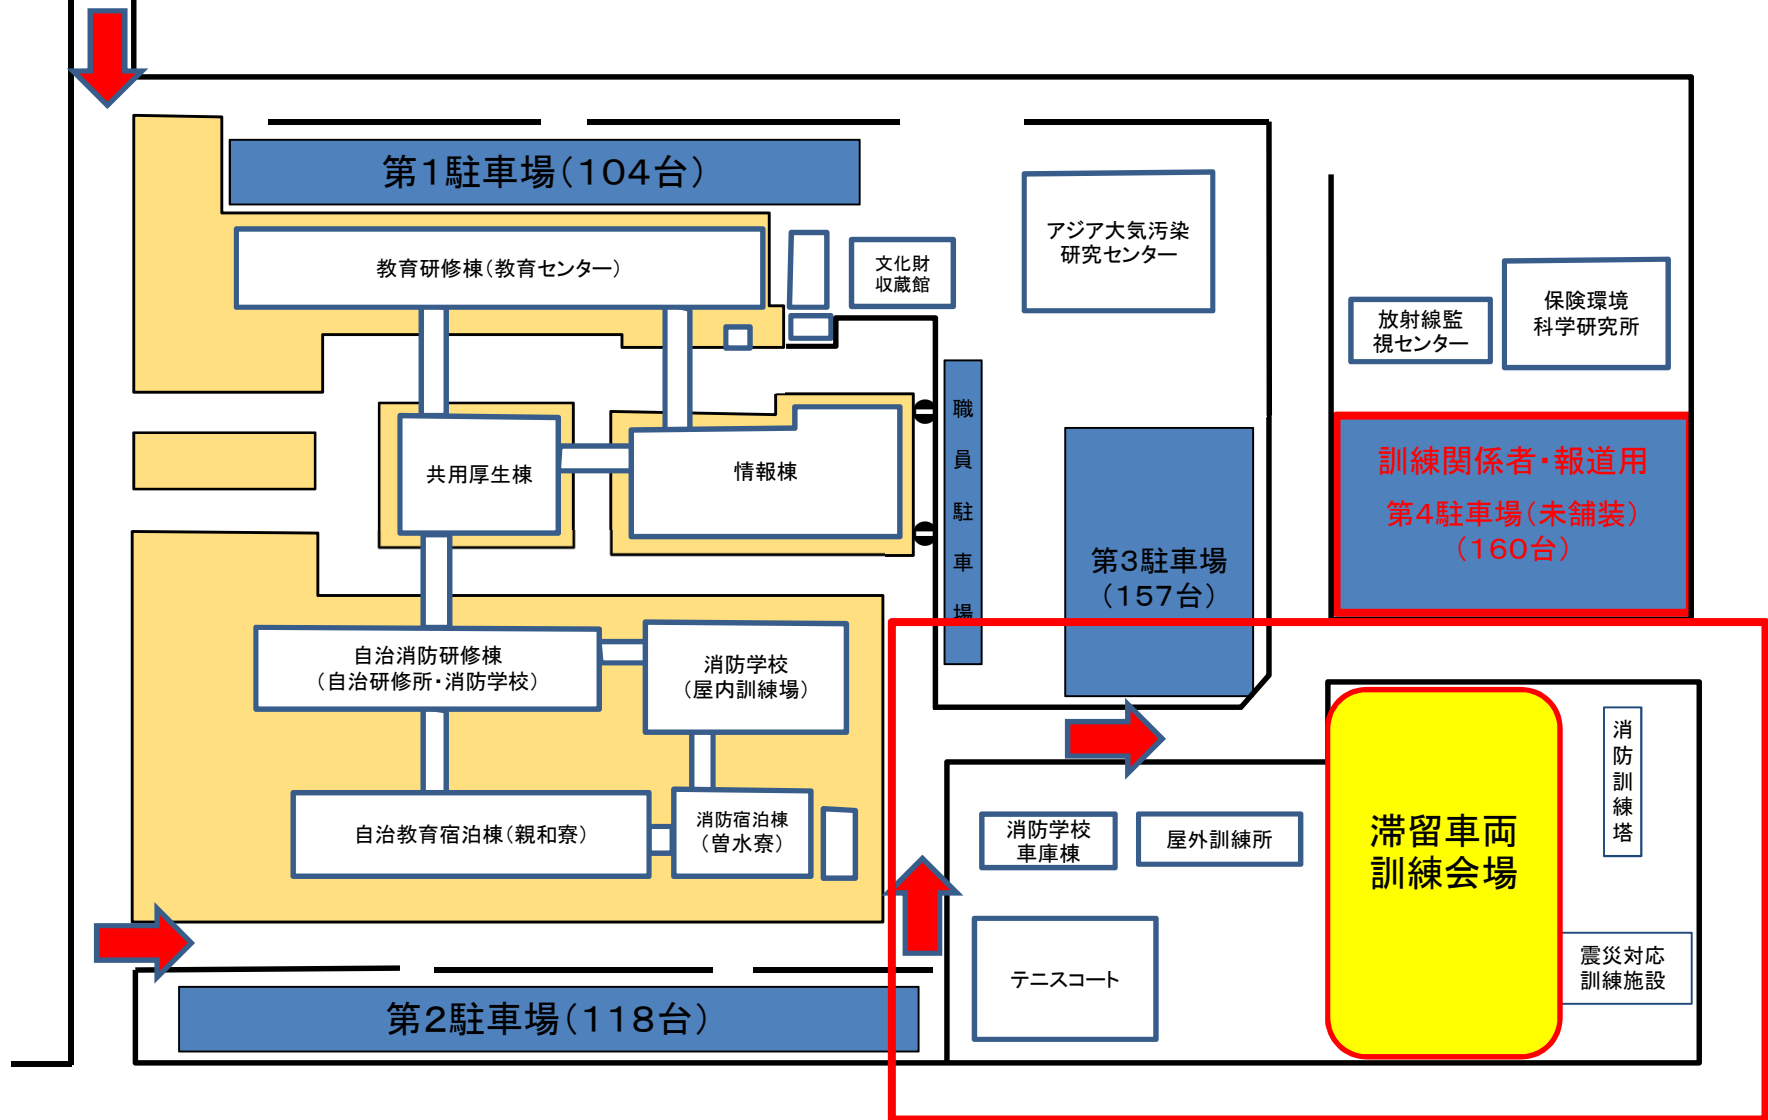 第1駐車場(104台)
教育研修棟(教育センター)
文化財
収蔵館
アジア大気汚染
研究センター
放射線監
視センター
保険環境
科学研究所
職員駐車場
共用厚生棟
情報棟
訓練関係者・報道用
第4駐車場(未舗装)
(160台)
第3駐車場
(157台)
自治消防研修棟
(自治研修所・消防学校)
消防学校
(屋内訓練場)
自治教育宿泊棟(親和寮)
消防宿泊棟
(曽水寮)
消防学校
車庫棟
屋外訓練所
滞留車両
訓練会場
消防訓練塔
テニスコート
震災対応
訓練施設
第2駐車場(118台)